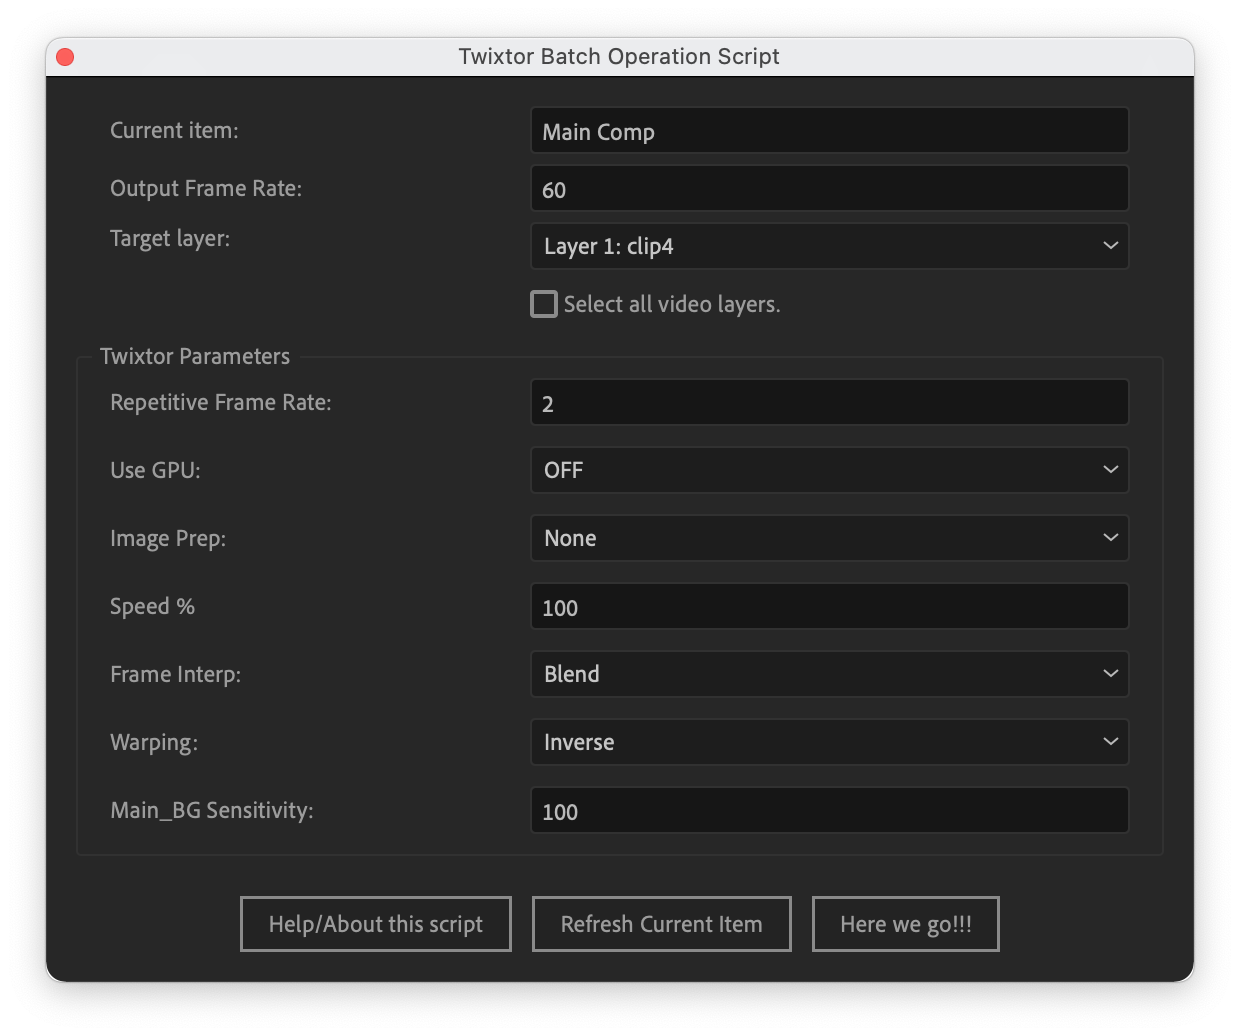 Twixtor Batch Operation Script
Current item: Main Comp
Output Frame Rate: 60
Target layer: Layer 1: clip4
Select all video layers.
Twixtor Parameters
Repetitive Frame Rate: 2
Use GPU: OFF
Image Prep: None
Speed % 100
Frame Interp: Blend
Warping: Inverse
Main_BG Sensitivity: 100
Help/About this script Refresh Current Item Here we go!!!